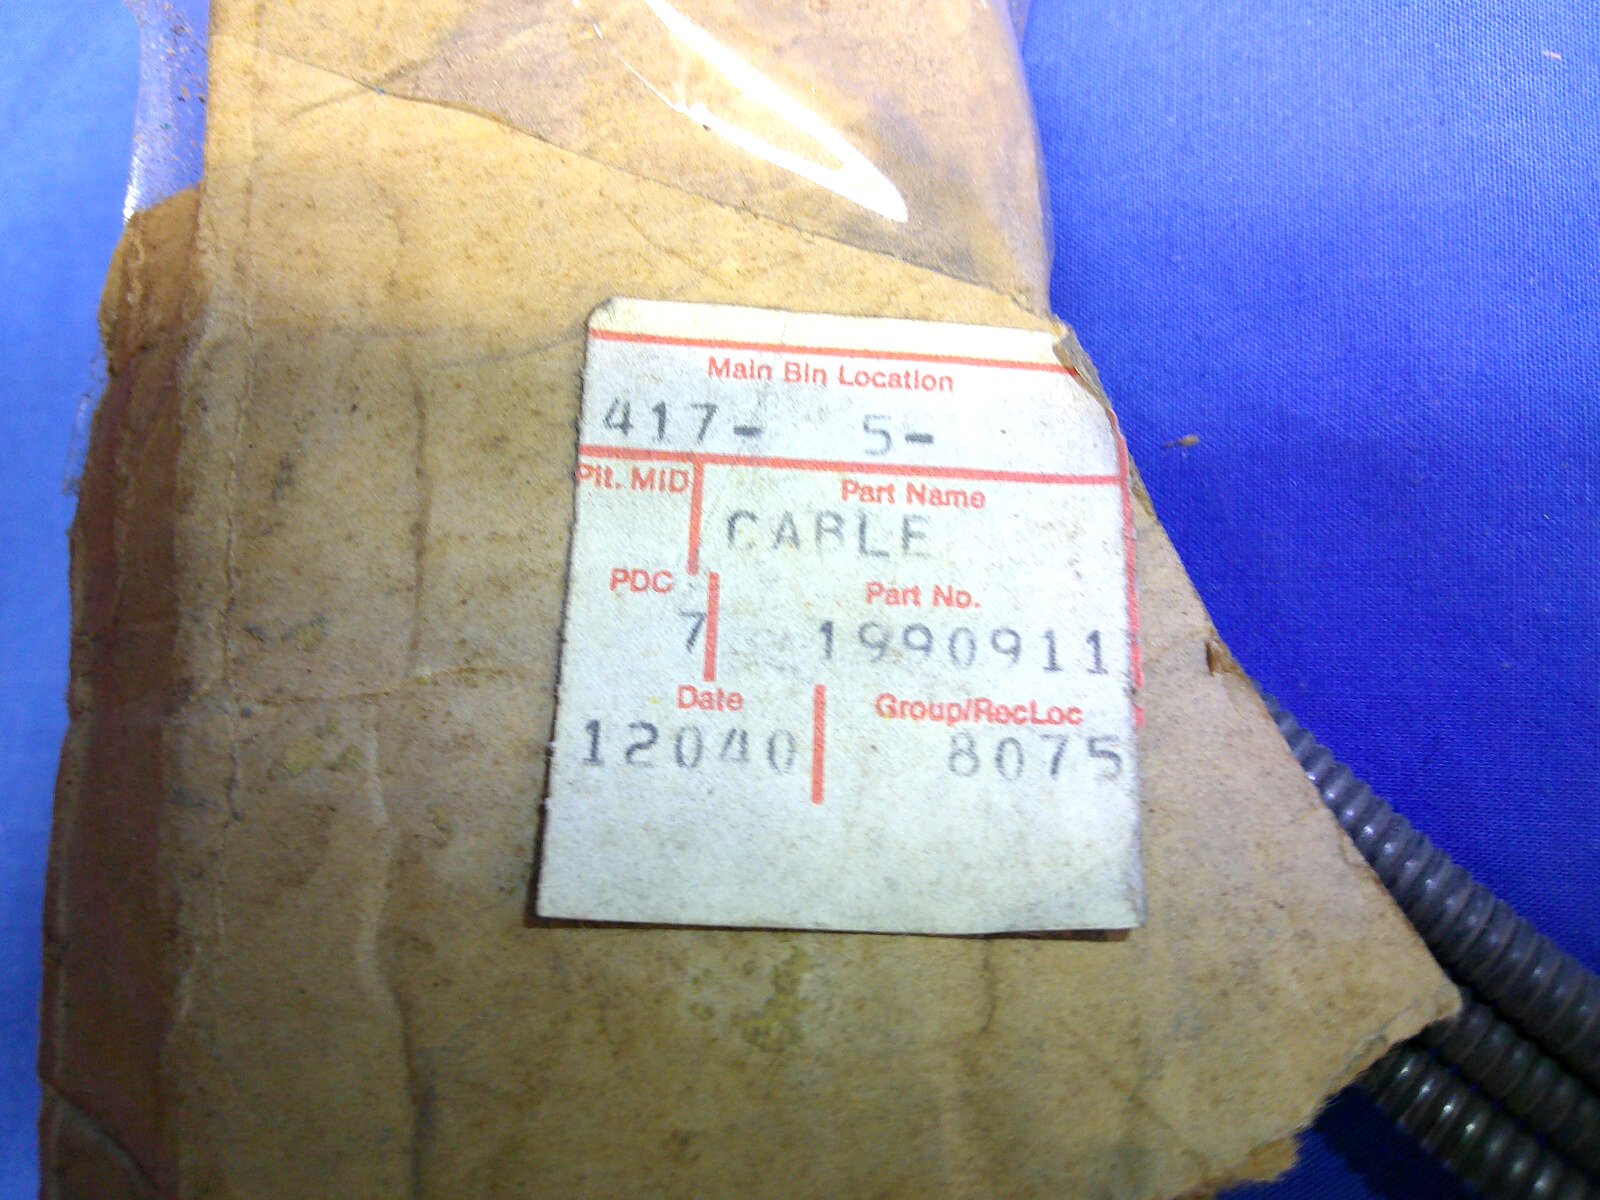 Main Bin Location
417- 5-
Plt. MID Part Name
CABLE
PDC Part No.
7 1990911
Date Group/RecLoc
12040 8075